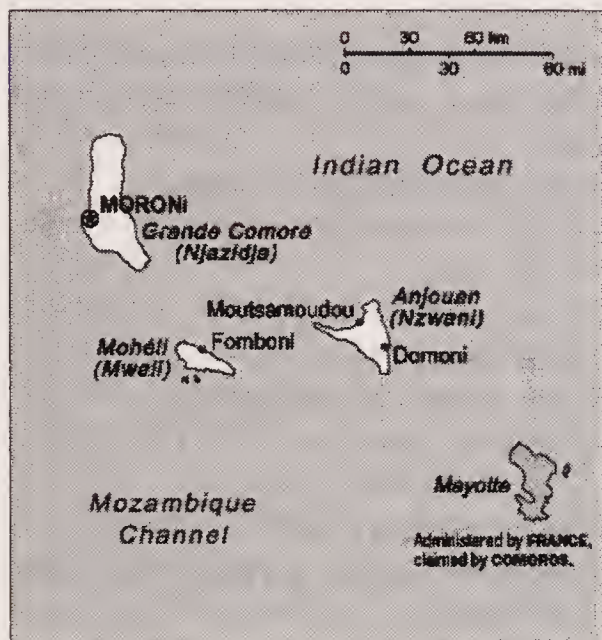 0 30 60 km
0 30 60 mi
Indian Ocean
MORONI
Grande Comore
(Njazidja)
Anjouan
(Nzwani)
Moutsamoudou
Domoni
Mohéli
(Mwali)
Fomboni
Mayotte
Administered by FRANCE,
claimed by COMOROS.
Mozambique
Channel